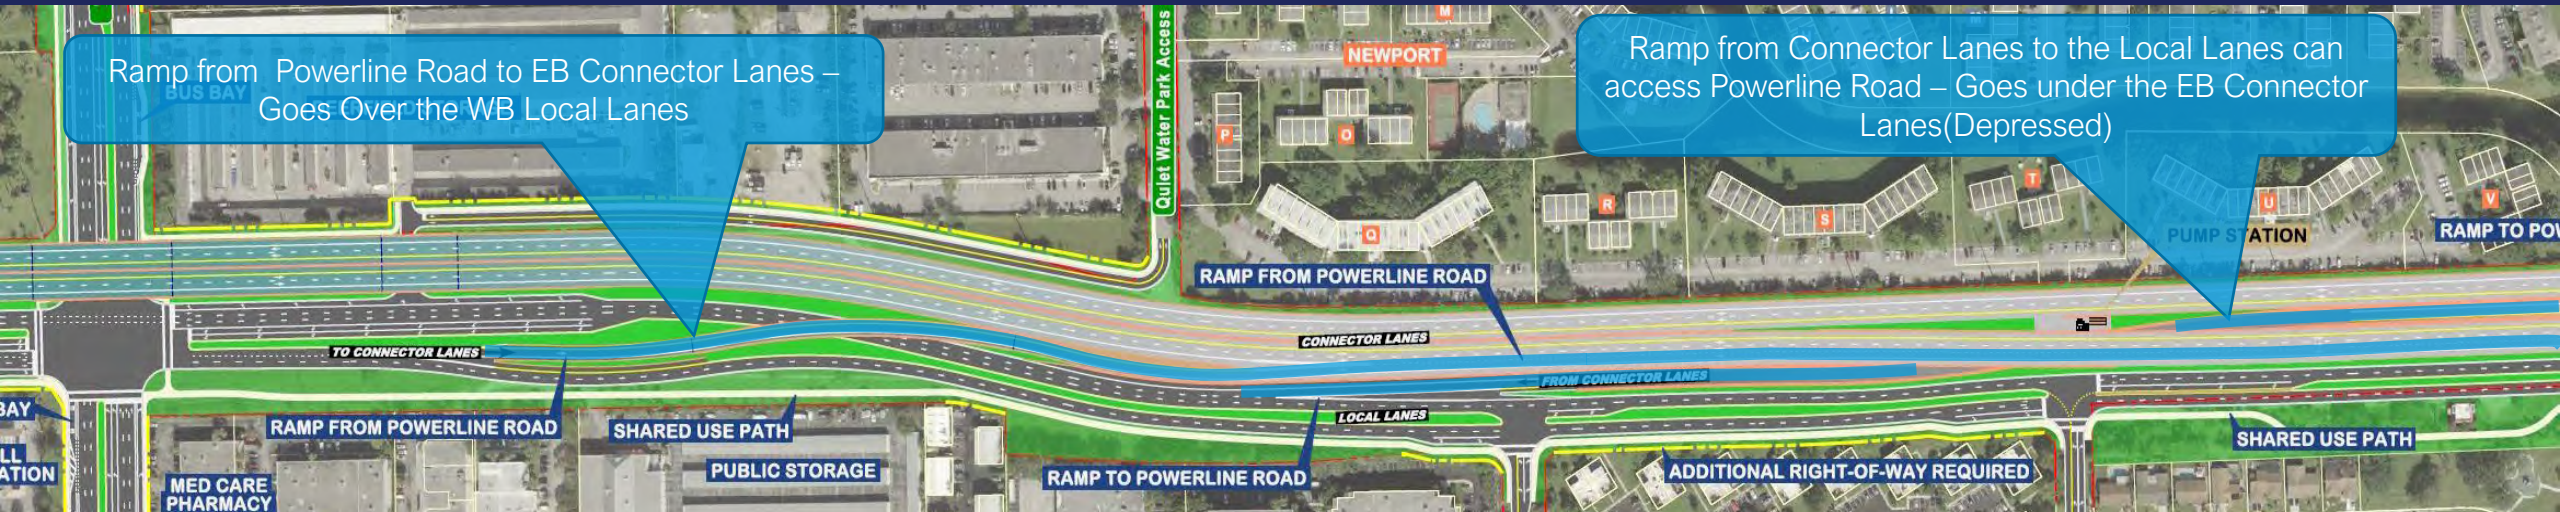 Ramp from  Powerline Road to EB Connector Lanes –
Goes Over the WB Local Lanes
BUS BAY
Ramp from Connector Lanes to the Local Lanes can
access Powerline Road – Goes under the EB Connector
Lanes(Depressed)
Quiet Water Park Access
M
NEWPORT
P
O
Q
R
S
T
U
V
PUMP STATION
RAMP TO POW
RAMP FROM POWERLINE ROAD
CONNECTOR LANES
TO CONNECTOR LANES
FROM CONNECTOR LANES
LOCAL LANES
BAY
LL
ATION
RAMP FROM POWERLINE ROAD
SHARED USE PATH
PUBLIC STORAGE
MED CARE
PHARMACY
RAMP TO POWERLINE ROAD
ADDITIONAL RIGHT-OF-WAY REQUIRED
SHARED USE PATH